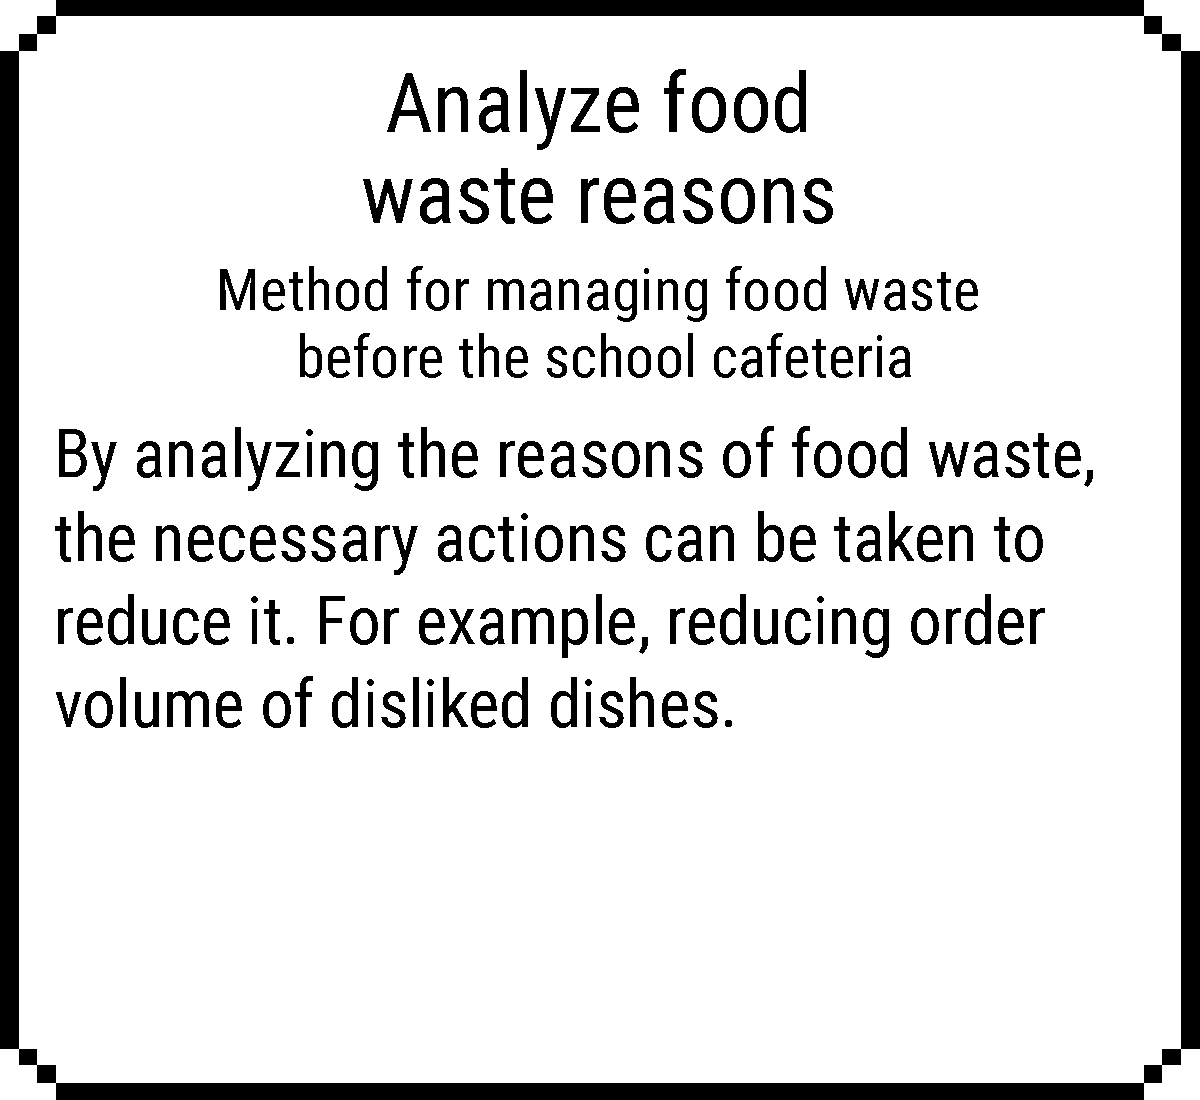 Analyze food
waste reasons
Method for managing food waste
before the school cafeteria
By analyzing the reasons of food waste,
the necessary actions can be taken to
reduce it. For example, reducing order
volume of disliked dishes.